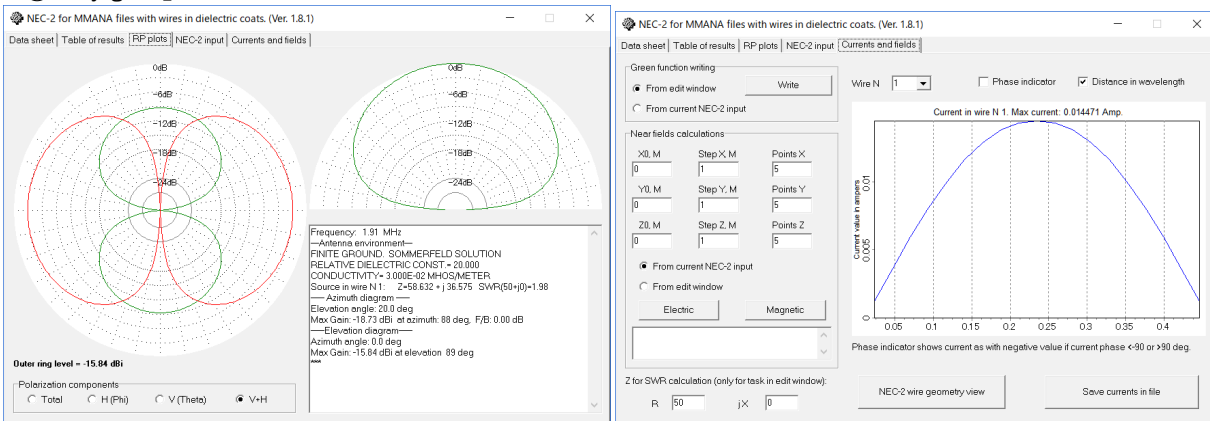 NEC-2 for MMANA files with wires in dielectric coats. (Ver. 1.8.1)
Data sheet Table of results RP plots NEC-2 input Currents and fields
0dB
-6dB
-12dB
-18dB
-24dB
0dB
-6dB
-12dB
-18dB
-24dB
Outer ring level = -15.84 dBi
Polarization components
Total H (Phi) V (Theta) V+H
Frequency: 1.91 MHz
----Antenna environment----
FINITE GROUND. SOMMERFELD SOLUTION
RELATIVE DIELECTRIC CONST.= 20.000
CONDUCTIVITY= 3.000E-02 MHOS/METER
Source in wire N 1: Z=58.632 + j 36.575 SWR(50+j0)=1.98
---- Azimuth diagram ----
Elevation angle: 20.0 deg
Max Gain: -18.73 dBi at azimuth: 88 deg, F/B: 0.00 dB
----Elevation diagram----
Azimuth angle: 0.0 deg
Max Gain: -15.84 dBi at elevation 89 deg
***
NEC-2 for MMANA files with wires in dielectric coats. (Ver. 1.8.1)
Data sheet Table of results RP plots NEC-2 input Currents and fields
Green function writing
From edit window Write
From current NEC-2 input
Near fields calculations
X0, M Step X, M Points X
0 1 5
Y0, M Step Y, M Points Y
0 1 5
Z0, M Step Z, M Points Z
0 1 5
From current NEC-2 input
From edit window
Electric Magnetic
Z for SWR calculation (only for task in edit window):
R 50 jX 0
Wire N 1 Phase indicator Distance in wavelength
Current in wire N 1. Max current: 0.014471 Amp.
Current value in ampers
0.01
0.005
0
0.05 0.1 0.15 0.2 0.25 0.3 0.35 0.4
Phase indicator shows current as with negative value if current phase <-90 or >90 deg.
NEC-2 wire geometry view Save currents in file